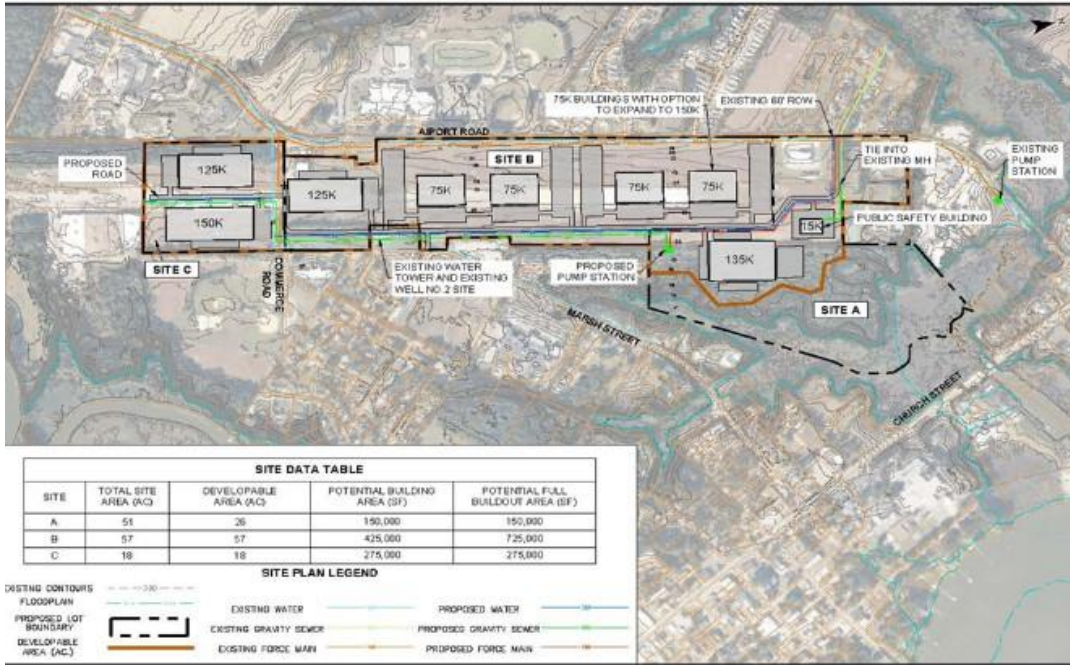 75K BUILDINGS WITH OPTION
TO EXPAND TO 150K
EXISTING 60' ROW
AIPORT ROAD
SITE B
TIE INTO
EXISTING MH
EXISTING
PUMP
STATION
PROPOSED
ROAD
125K
125K
75K
75K
75K
75K
150K
15K
PUBLIC SAFETY BUILDING
135K
SITE C
COMMERCE
ROAD
EXISTING WATER
TOWER AND EXISTING
WELL NO.2 SITE
PROPOSED
PUMP STATION
SITE A
MARSH STREET
CHURCH STREET
SITE DATA TABLE
SITE TOTAL SITE AREA (AC) DEVELOPABLE AREA (AC) POTENTIAL BUILDING AREA (SF) POTENTIAL FULL BUILDOUT AREA (SF)
A 51 26 150,000 150,000
B 57 57 425,000 725,000
C 18 18 275,000 275,000
SITE PLAN LEGEND
EXISTING CONTOURS
FLOODPLAIN
PROPOSED LOT
BOUNDARY
DEVELOPABLE
AREA (AC.)
EXISTING WATER
EXISTING GRAVITY SEWER
EXISTING FORCE MAIN
PROPOSED WATER
PROPOSED GRAVITY SEWER
PROPOSED FORCE MAIN